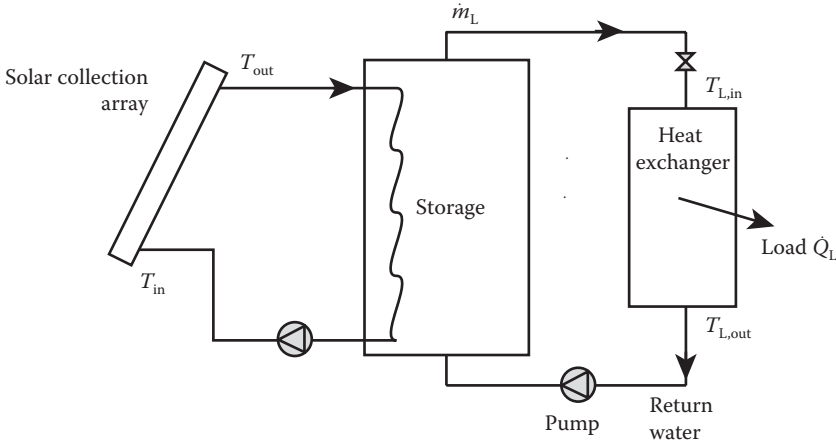 ṁL
Solar collection
array
Tout
TL,in
Heat
exchanger
Storage
Load Q̇L
Tin
TL,out
Pump
Return
water